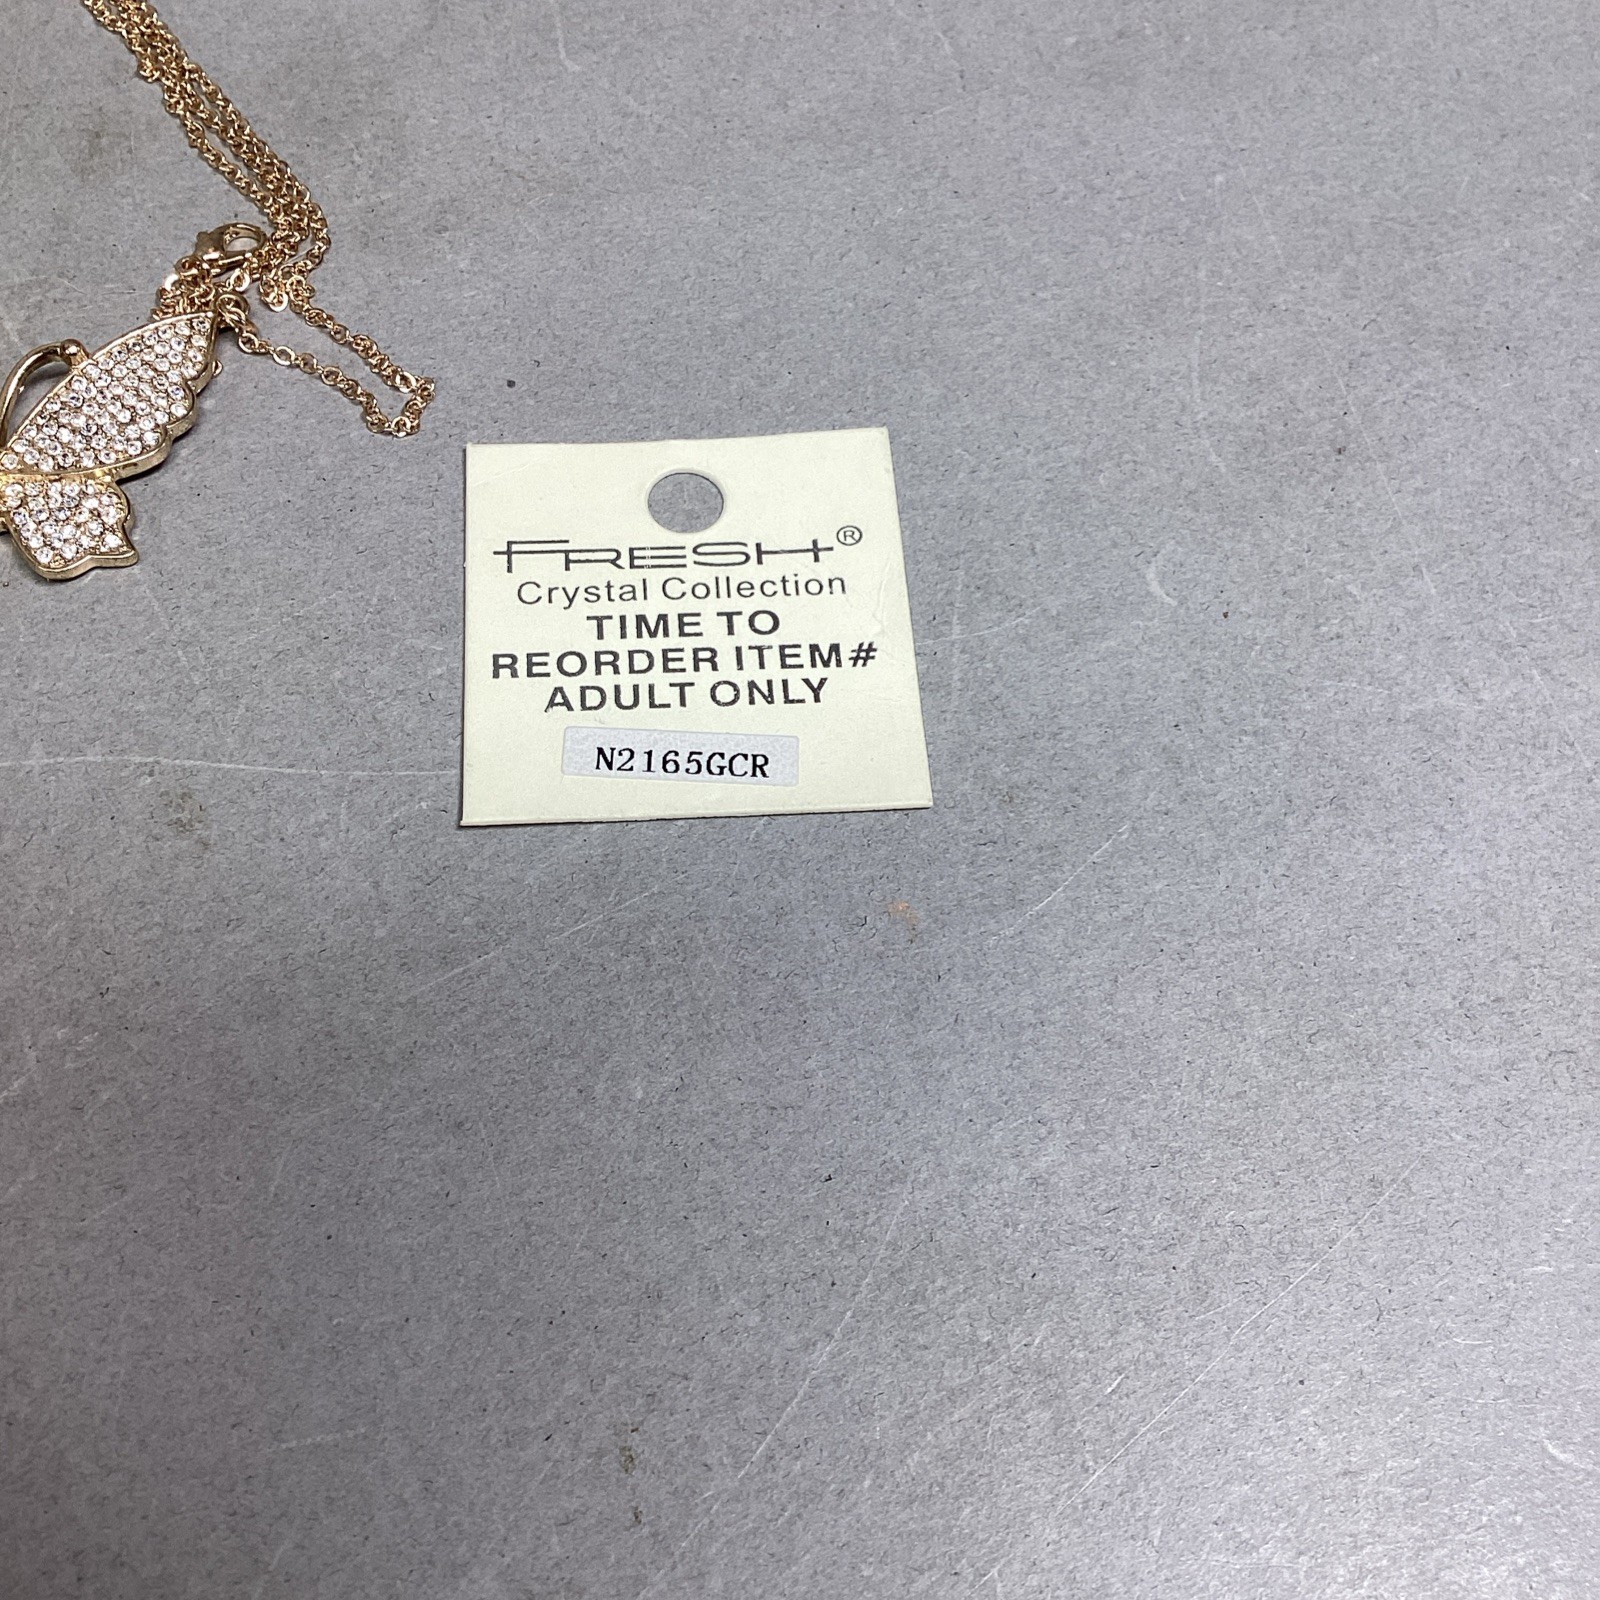 FRESH®
Crystal Collection
TIME TO
REORDER ITEM#
ADULT ONLY
N2165GCR